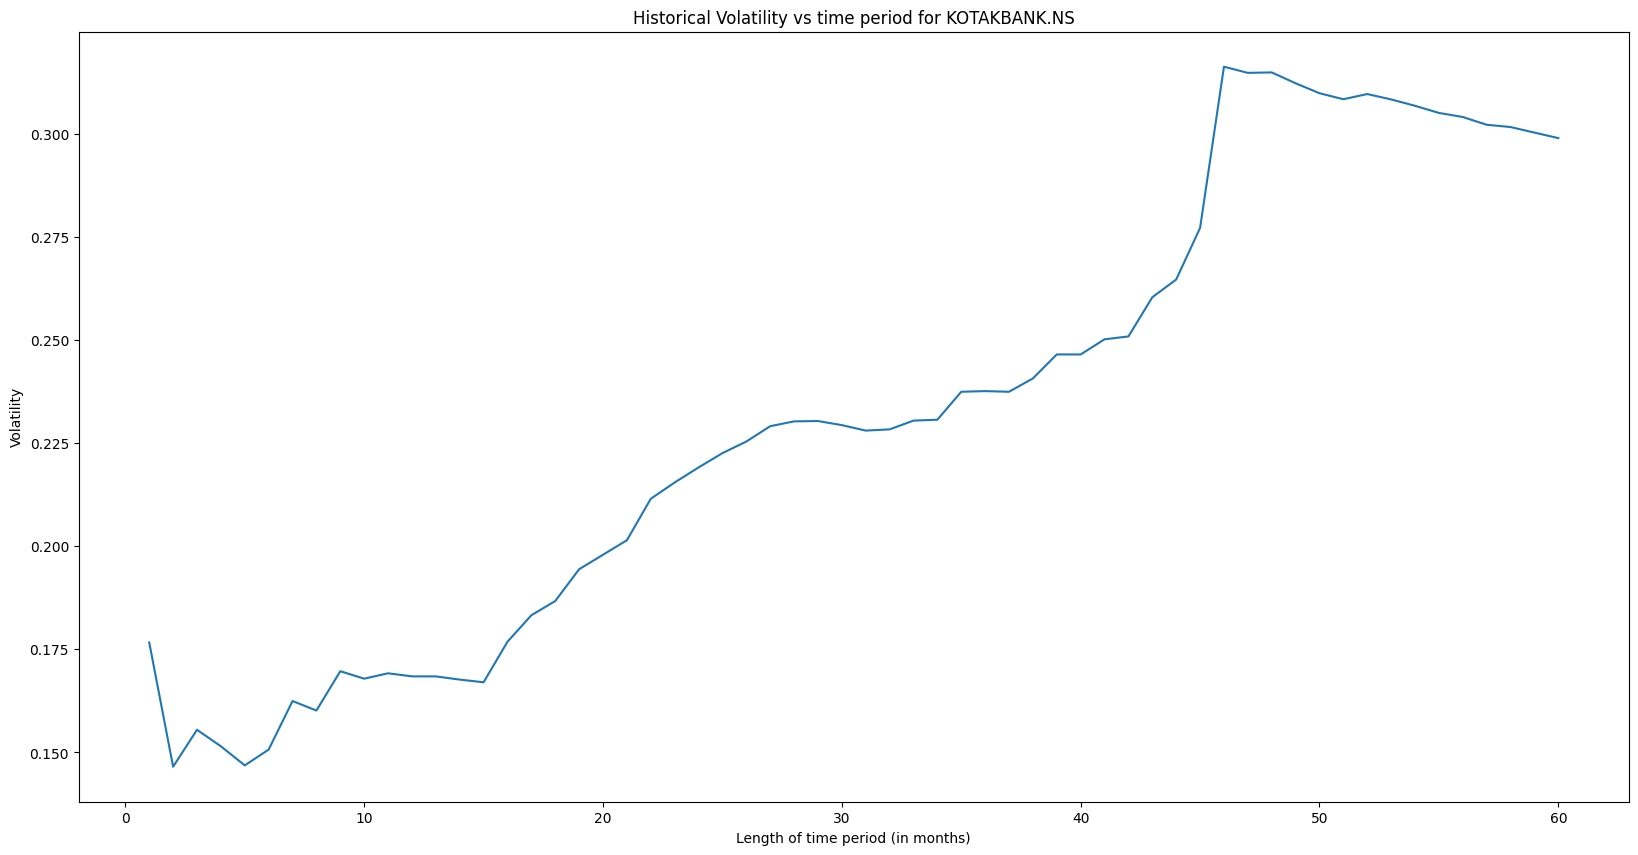 Historical Volatility vs time period for KOTAKBANK.NS
0.300
0.275
0.250
0.225
0.200
0.175
0.150
Volatility
0 10 20 30 40 50 60
Length of time period (in months)